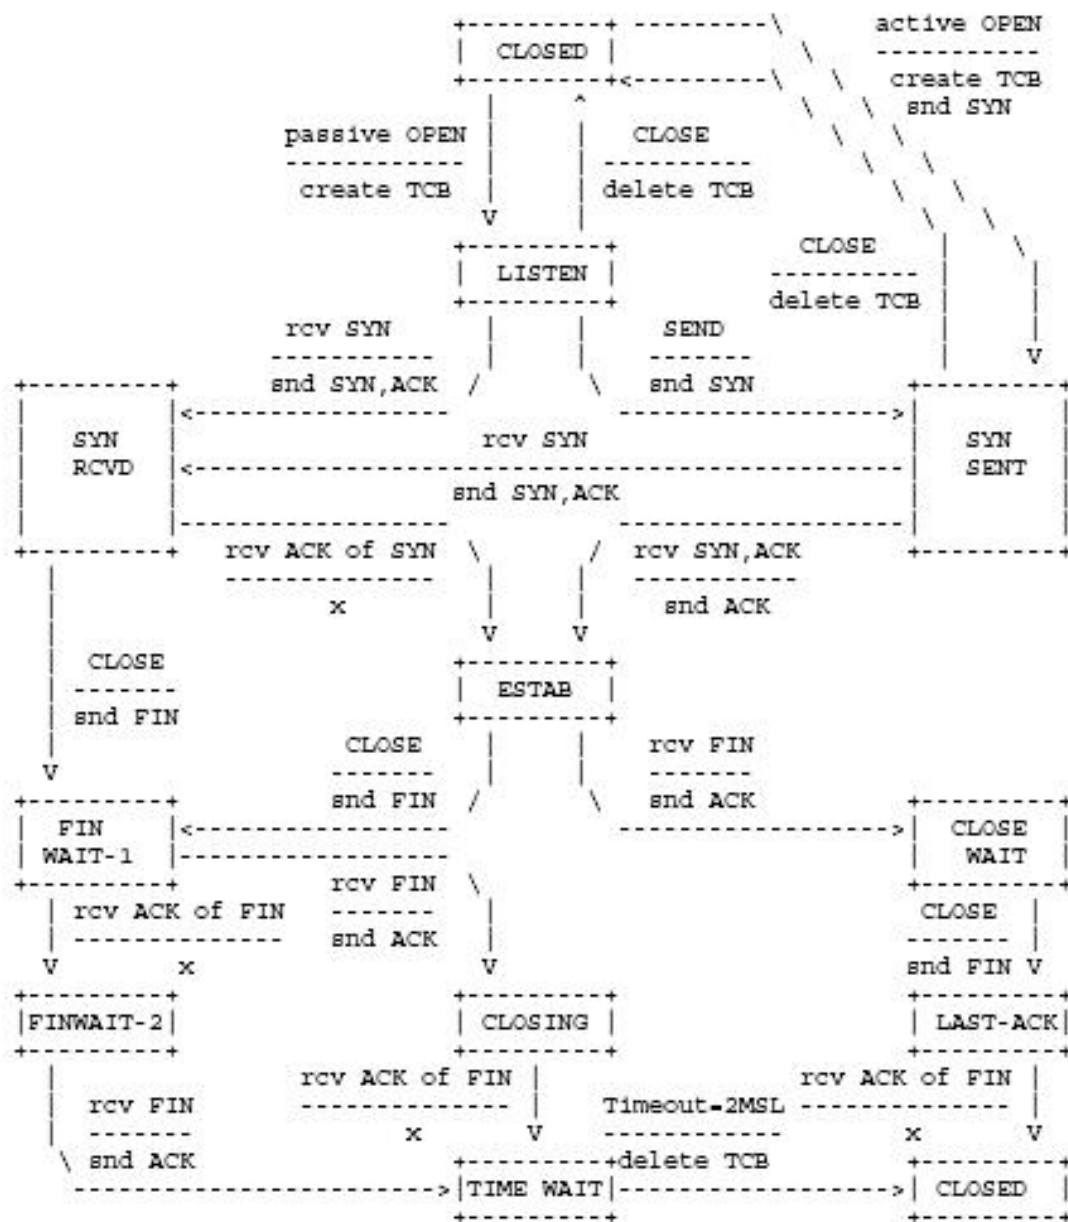 +---------+ ---------\ active OPEN
| CLOSED | \ -----------
+---------+<---------\ \ create TCB
| ^ \ \ snd SYN
passive OPEN | | CLOSE \ \
------------ | | ---------- \ \
create TCB | | delete TCB \ \
V | \ \
+---------+ CLOSE | \
| LISTEN | ---------- | |
+---------+ delete TCB | |
rcv SYN | | SEND | |
----------- | | ------- | V
+---------+ snd SYN,ACK / \ snd SYN +---------+
| |<----------------- ------------------>| |
| SYN | rcv SYN | SYN |
| RCVD |<-----------------------------------------------| SENT |
| | snd SYN,ACK | |
| |------------------ -------------------| |
+---------+ rcv ACK of SYN \ / rcv SYN,ACK +---------+
| -------------- | | -----------
| x | | snd ACK
| V V
| CLOSE +---------+
| ------- | ESTAB |
| snd FIN +---------+
| CLOSE | | rcv FIN
V ------- | | -------
+---------+ snd FIN / \ snd ACK +---------+
| FIN |<----------------- ------------------>| CLOSE |
| WAIT-1 |------------------ | WAIT |
+---------+ rcv FIN \ +---------+
| rcv ACK of FIN ------- | CLOSE |
| -------------- snd ACK | ------- |
V x V snd FIN V
+---------+ +---------+ +---------+
|FINWAIT-2| | CLOSING | | LAST-ACK|
+---------+ +---------+ +---------+
| rcv ACK of FIN | rcv ACK of FIN |
| rcv FIN -------------- | Timeout=2MSL -------------- |
| ------- x V ------------ x V
\ snd ACK +---------+delete TCB +---------+
------------------------>|TIME WAIT|------------------>| CLOSED |
+---------+ +---------+